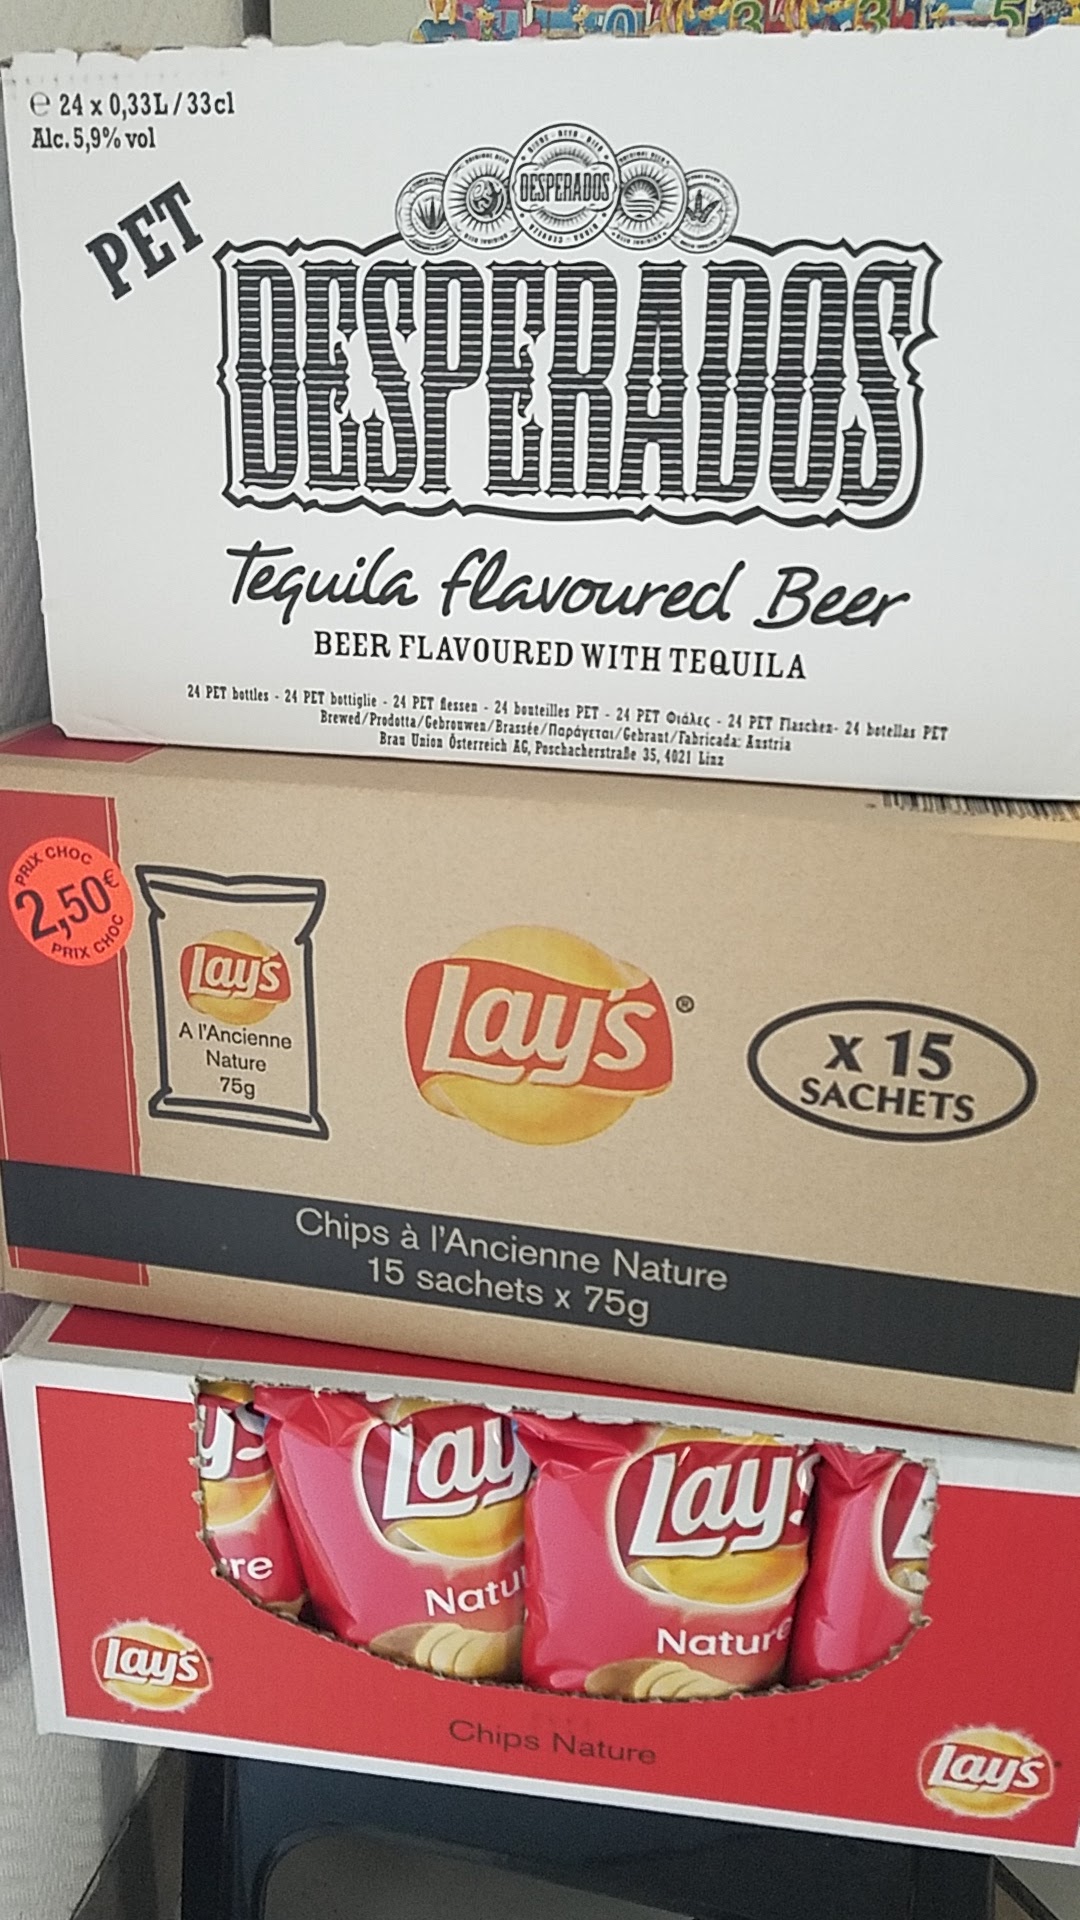 ℮ 24 x 0,33L / 33cl
Alc. 5,9% vol
PET
DESPERADOS
DESPERADOS
Tequila flavoured Beer
BEER FLAVOURED WITH TEQUILA
24 PET bottles - 24 PET bottiglie - 24 PET flessen - 24 bouteilles PET - 24 PET Φιάλες - 24 PET Flaschen- 24 botellas PET
Brewed/Prodotta/Gebrouwen/Brassée/Παράγεται/Gebraut/Fabricada: Austria
Brau Union Österreich AG, Poschacherstraße 35, 4021 Linz
PRIX CHOC
2,50€
PRIX CHOC
Lay's
A l'Ancienne
Nature
75g
Lay's®
x 15
SACHETS
Chips à l'Ancienne Nature
15 sachets x 75g
Lay's
Nature
Lay's
Chips Nature
Lay's